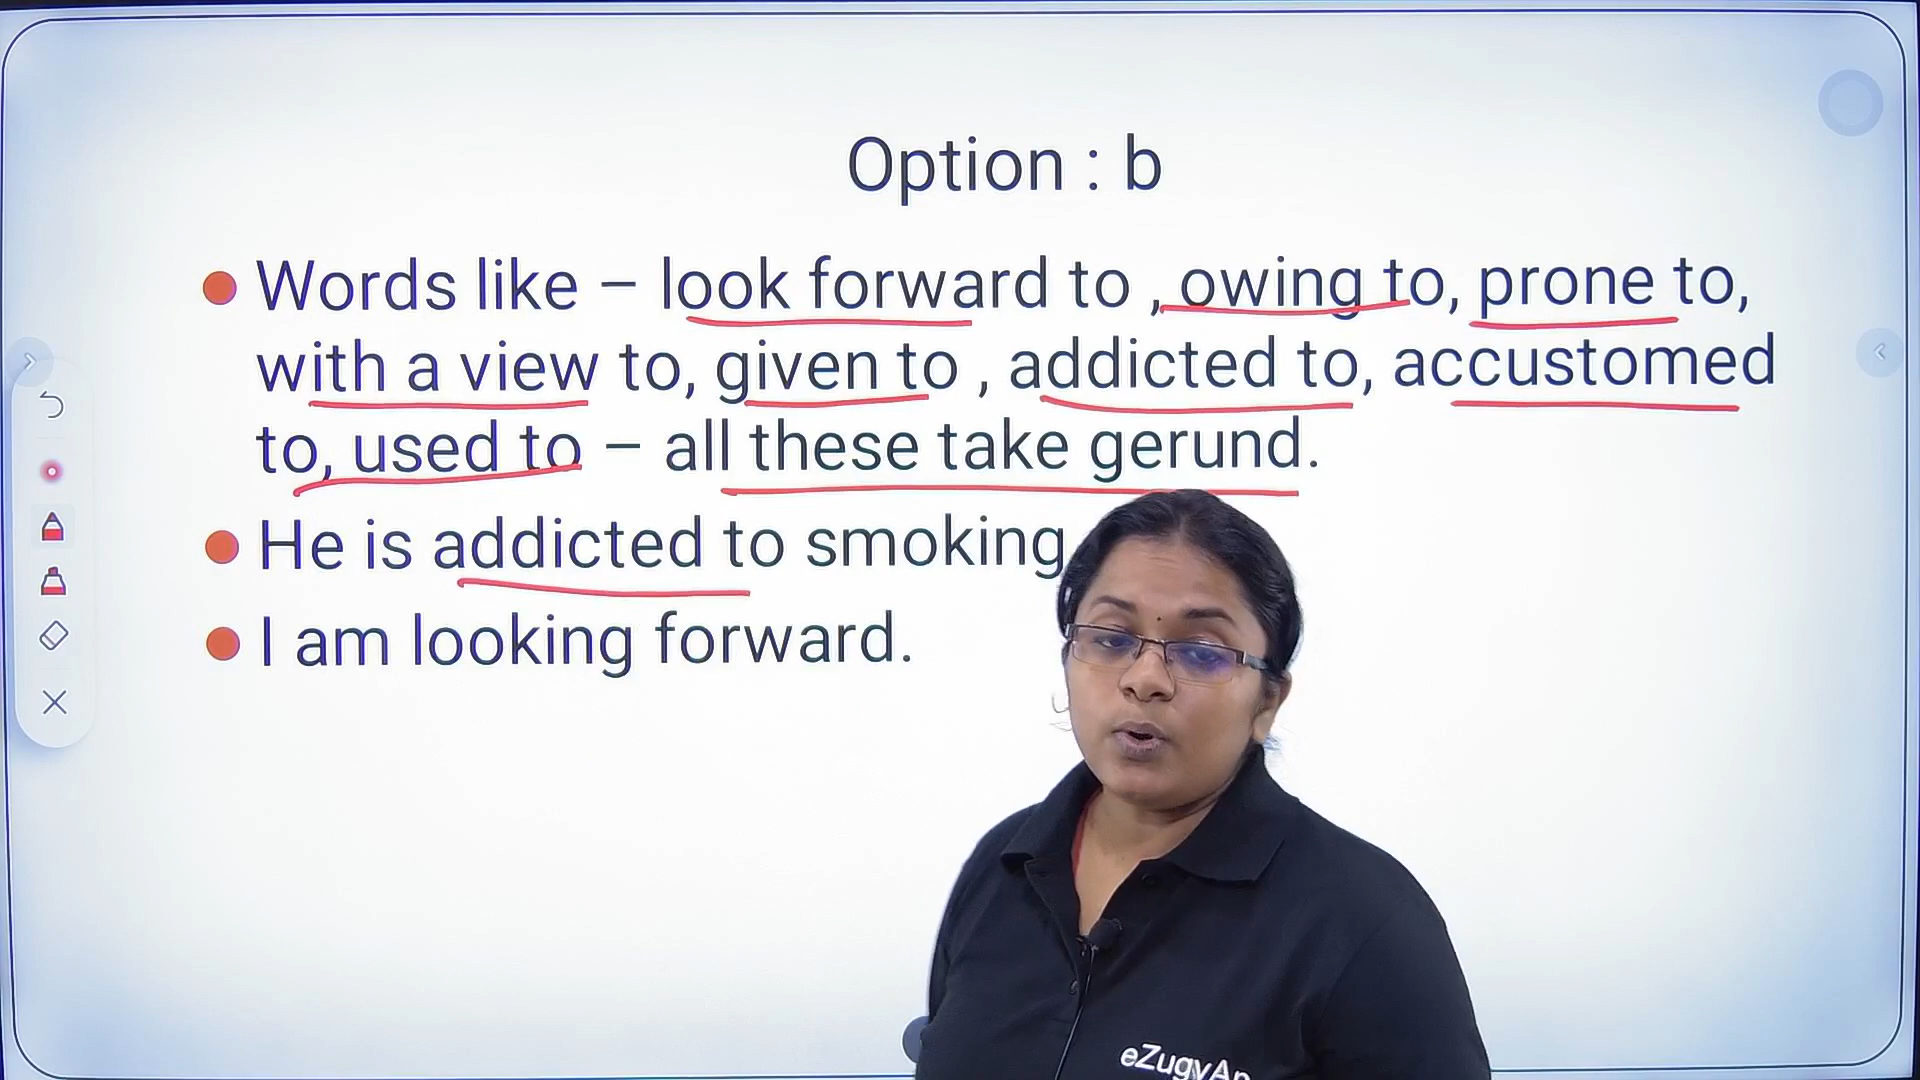 Option : b
Words like – look forward to , owing to, prone to,
with a view to, given to , addicted to, accustomed
to, used to – all these take gerund.
He is addicted to smoking
I am looking forward.